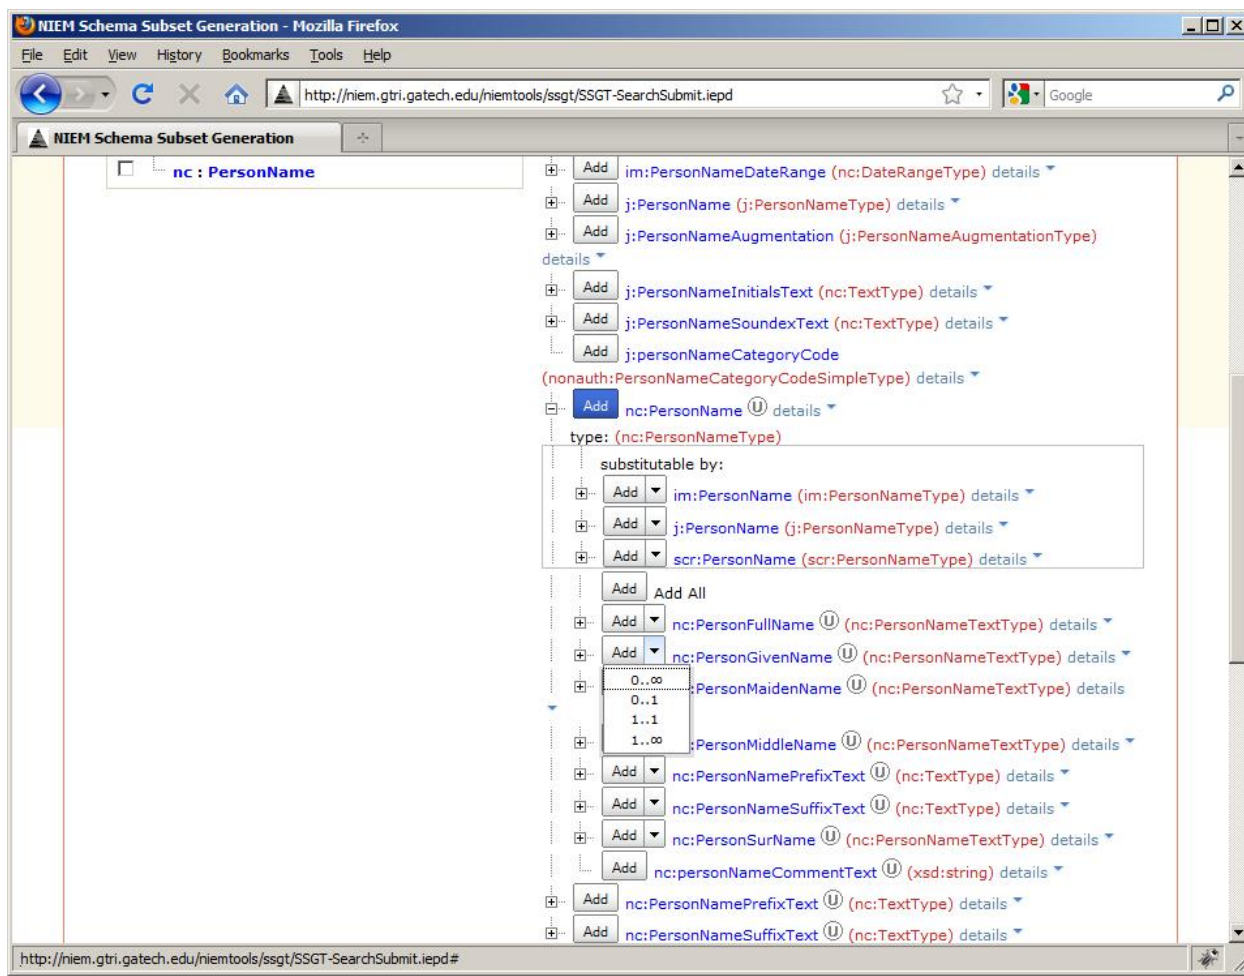 NIEM Schema Subset Generation - Mozilla Firefox
File Edit View History Bookmarks Tools Help
http://niem.gtri.gatech.edu/niemtools/ssgt/SSGT-SearchSubmit.iepd
Google
NIEM Schema Subset Generation
nc : PersonName
Add im:PersonNameDateRange (nc:DateRangeType) details
Add j:PersonName (j:PersonNameType) details
Add j:PersonNameAugmentation (j:PersonNameAugmentationType)
details
Add j:PersonNameInitialsText (nc:TextType) details
Add j:PersonNameSoundexText (nc:TextType) details
Add j:personNameCategoryCode
(nonauth:PersonNameCategoryCodeSimpleType) details
Add nc:PersonName U details
type: (nc:PersonNameType)
substitutable by:
Add im:PersonName (im:PersonNameType) details
Add j:PersonName (j:PersonNameType) details
Add scr:PersonName (scr:PersonNameType) details
Add Add All
Add nc:PersonFullName U (nc:PersonNameTextType) details
Add nc:PersonGivenName U (nc:PersonNameTextType) details
0..∞
:PersonMaidenName U (nc:PersonNameTextType) details
0..1
1..1
1..∞
:PersonMiddleName U (nc:PersonNameTextType) details
Add nc:PersonNamePrefixText U (nc:TextType) details
Add nc:PersonNameSuffixText U (nc:TextType) details
Add nc:PersonSurName U (nc:PersonNameTextType) details
Add nc:personNameCommentText U (xsd:string) details
Add nc:PersonNamePrefixText U (nc:TextType) details
Add nc:PersonNameSuffixText U (nc:TextType) details
http://niem.gtri.gatech.edu/niemtools/ssgt/SSGT-SearchSubmit.iepd#